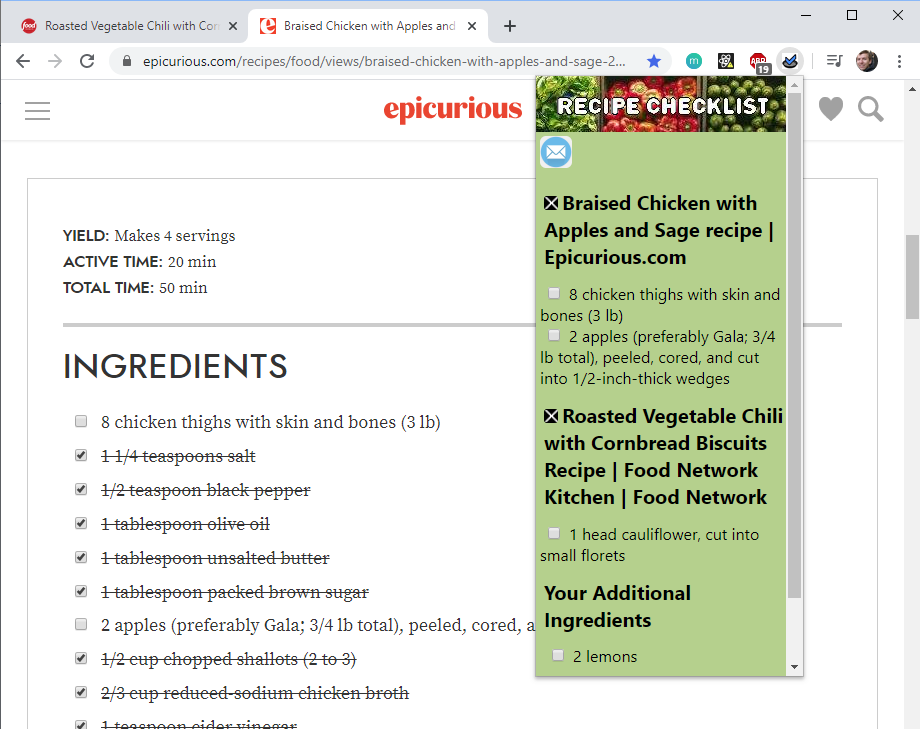 food Roasted Vegetable Chili with Corn
Braised Chicken with Apples and
epicurious.com/recipes/food/views/braised-chicken-with-apples-and-sage-2...
m
ABP
19
epicurious
YIELD: Makes 4 servings
ACTIVE TIME: 20 min
TOTAL TIME: 50 min
INGREDIENTS
8 chicken thighs with skin and bones (3 lb)
1 1/4 teaspoons salt
1/2 teaspoon black pepper
1 tablespoon olive oil
1 tablespoon unsalted butter
1 tablespoon packed brown sugar
2 apples (preferably Gala; 3/4 lb total), peeled, cored, a
1/2 cup chopped shallots (2 to 3)
2/3 cup reduced-sodium chicken broth
1 teaspoon cider vinegar
RECIPE CHECKLIST
Braised Chicken with
Apples and Sage recipe |
Epicurious.com
8 chicken thighs with skin and
bones (3 lb)
2 apples (preferably Gala; 3/4
lb total), peeled, cored, and cut
into 1/2-inch-thick wedges
Roasted Vegetable Chili
with Cornbread Biscuits
Recipe | Food Network
Kitchen | Food Network
1 head cauliflower, cut into
small florets
Your Additional
Ingredients
2 lemons